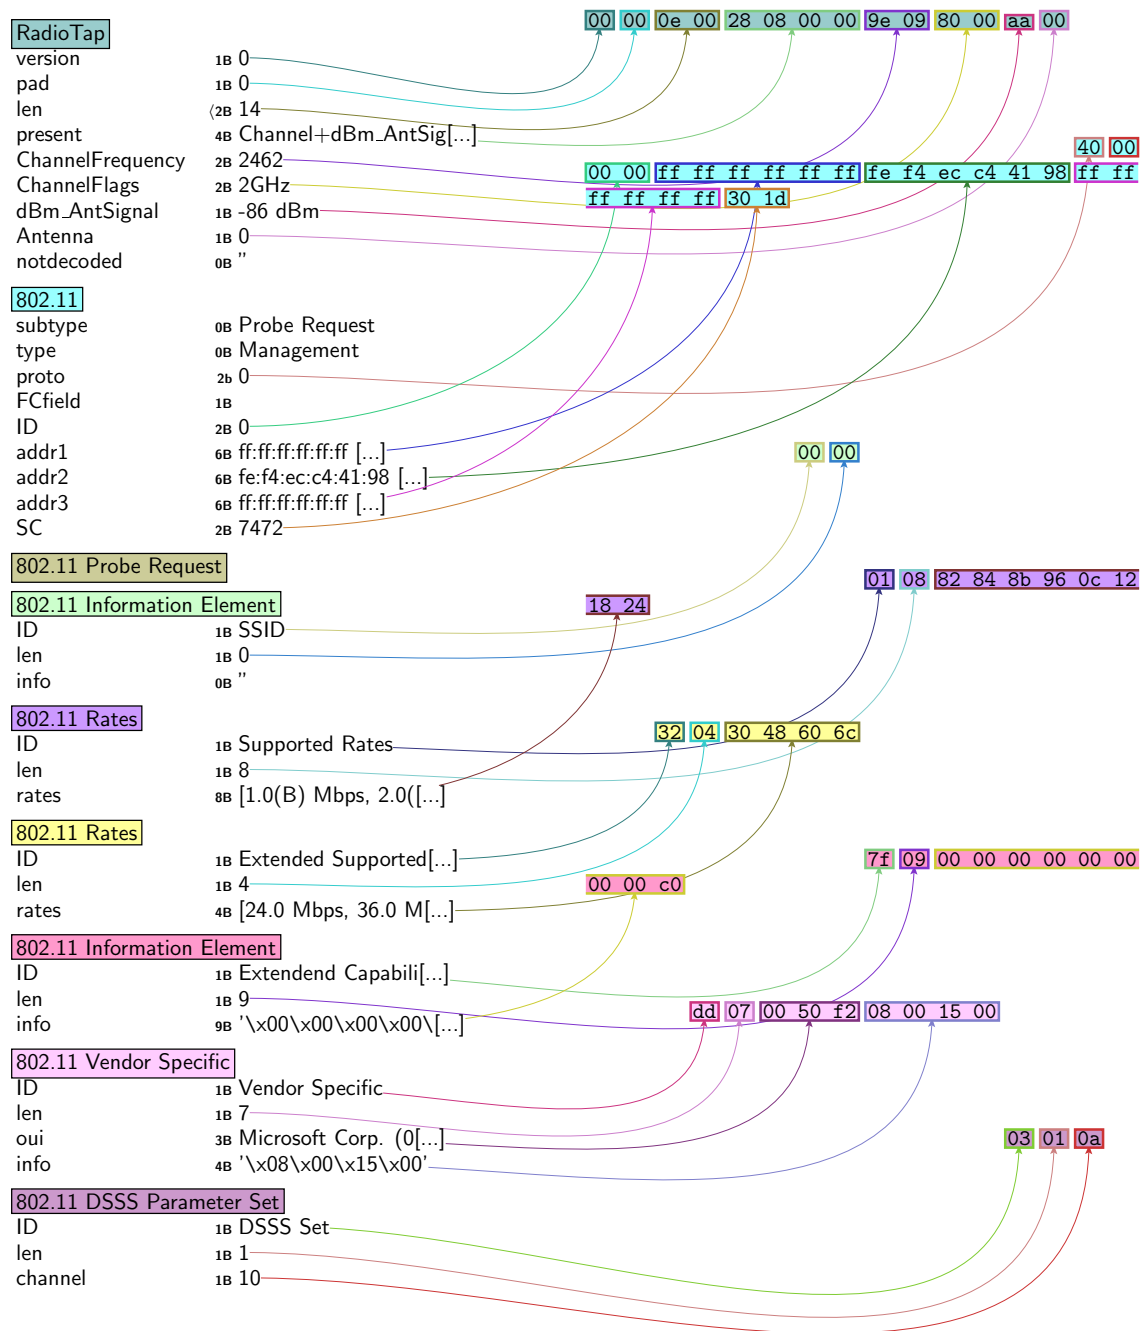 RadioTap 00 00 0e 00 28 08 00 00 9e 09 80 00 aa 00
version 1B 0
pad 1B 0
len ⟨2B 14
present 4B Channel+dBm_AntSig[...]
40 00
ChannelFrequency 2B 2462
00 00 ff ff ff ff ff ff fe f4 ec c4 41 98 ff ff
ChannelFlags 2B 2GHz
ff ff ff ff 30 1d
dBm_AntSignal 1B -86 dBm
Antenna 1B 0
notdecoded 0B ''
802.11
subtype 0B Probe Request
type 0B Management
proto 2b 0
FCfield 1B
ID 2B 0
addr1 6B ff:ff:ff:ff:ff:ff [...] 00 00
addr2 6B fe:f4:ec:c4:41:98 [...]
addr3 6B ff:ff:ff:ff:ff:ff [...]
SC 2B 7472
802.11 Probe Request
01 08 82 84 8b 96 0c 12
802.11 Information Element 18 24
ID 1B SSID
len 1B 0
info 0B ''
802.11 Rates
32 04 30 48 60 6c
ID 1B Supported Rates
len 1B 8
rates 8B [1.0(B) Mbps, 2.0([...]
802.11 Rates
ID 1B Extended Supported[...] 7f 09 00 00 00 00 00 00
len 1B 4 00 00 c0
rates 4B [24.0 Mbps, 36.0 M[...]
802.11 Information Element
ID 1B Extendend Capabili[...]
len 1B 9
dd 07 00 50 f2 08 00 15 00
info 9B '\x00\x00\x00\x00\[...]
802.11 Vendor Specific
ID 1B Vendor Specific
len 1B 7
oui 3B Microsoft Corp. (0[...] 03 01 0a
info 4B '\x08\x00\x15\x00'
802.11 DSSS Parameter Set
ID 1B DSSS Set
len 1B 1
channel 1B 10